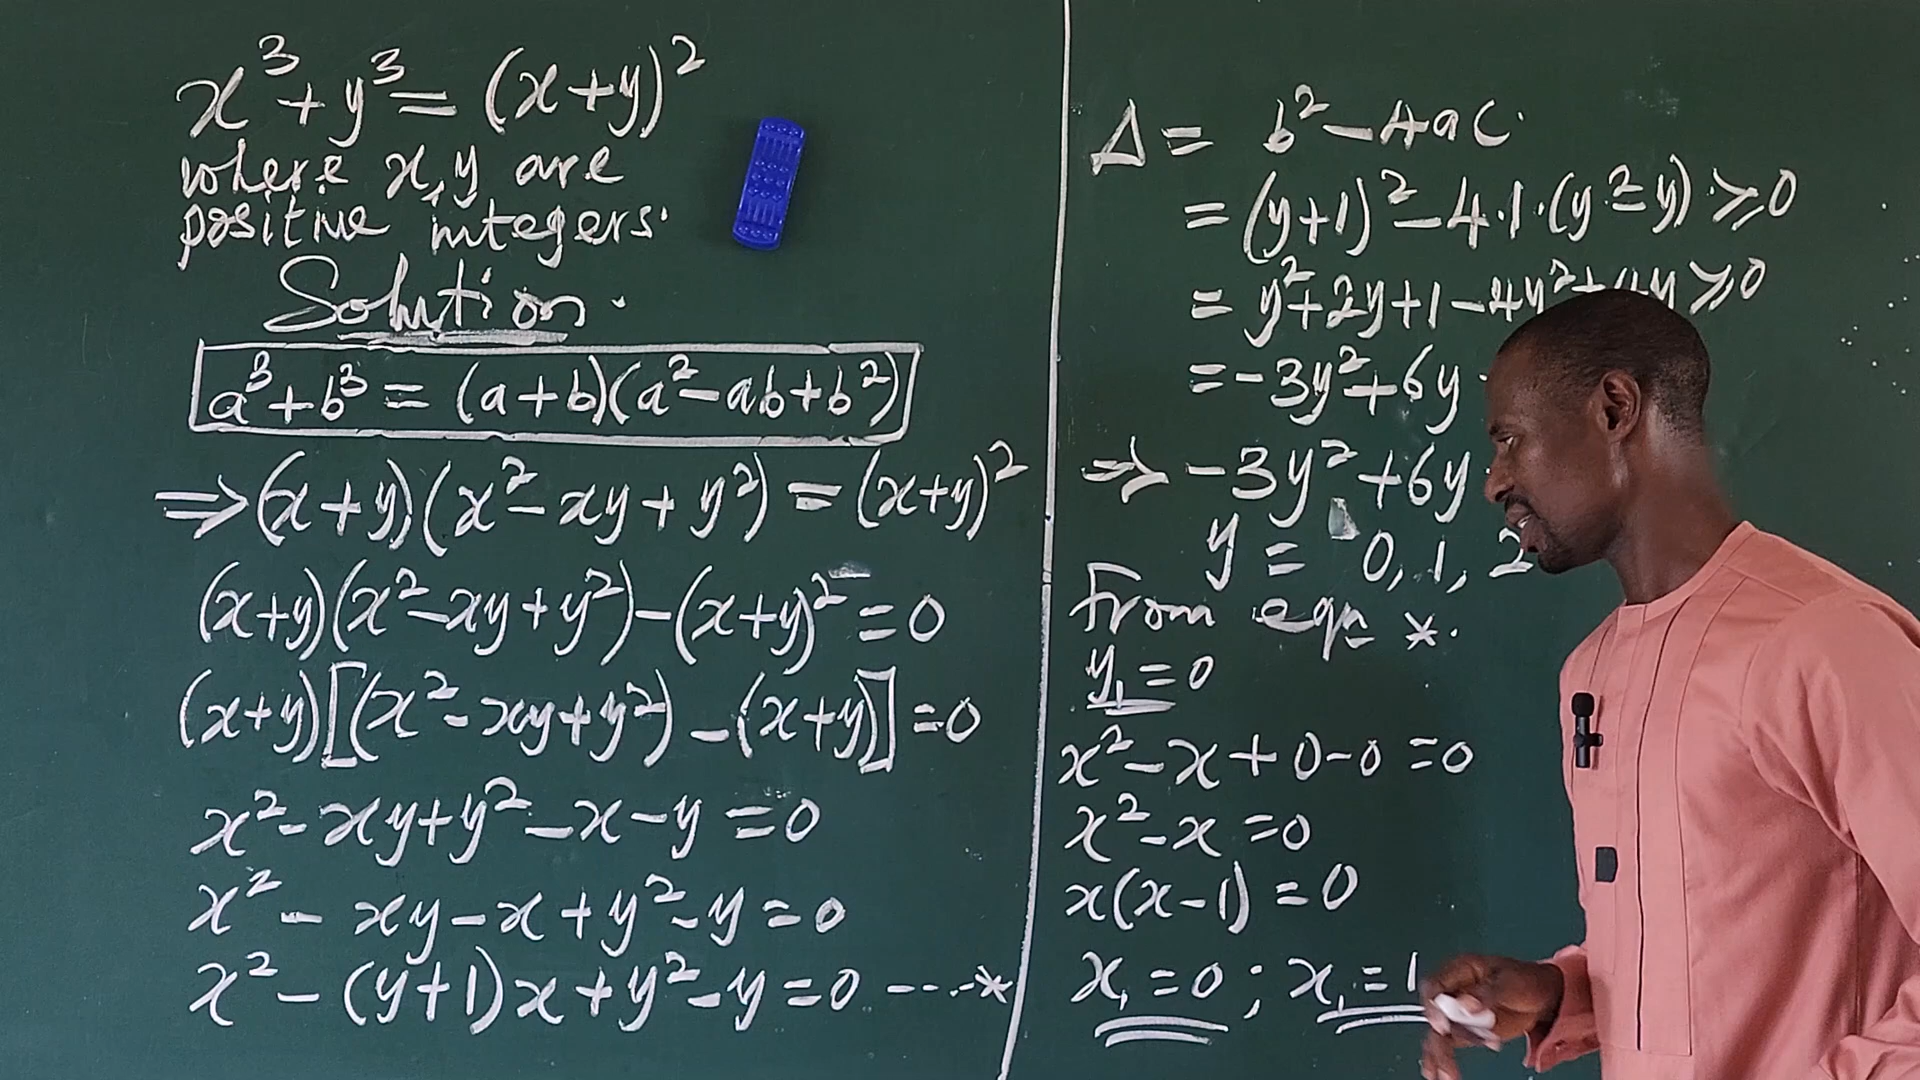 x³ + y³ = (x+y)²
where x, y are
positive integers.
Solution.
a³ + b³ = (a+b)(a² - ab + b²)
⇒ (x+y)(x² - xy + y²) = (x+y)²
(x+y)(x² - xy + y²) - (x+y)² = 0
(x+y)[(x² - xy + y²) - (x+y)] = 0
x² - xy + y² - x - y = 0
x² - xy - x + y² - y = 0
x² - (y+1)x + y² - y = 0 ----*
Δ = b² - 4ac.
= (y+1)² - 4.1.(y² - y) ≥ 0
= y² + 2y + 1 - 4y² + 4y ≥ 0
= -3y² + 6y
⇒ -3y² + 6y
y = 0, 1, 2
From eqn *.
y₁ = 0
x² - x + 0 - 0 = 0
x² - x = 0
x(x-1) = 0
x₁ = 0 ; x₁ = 1